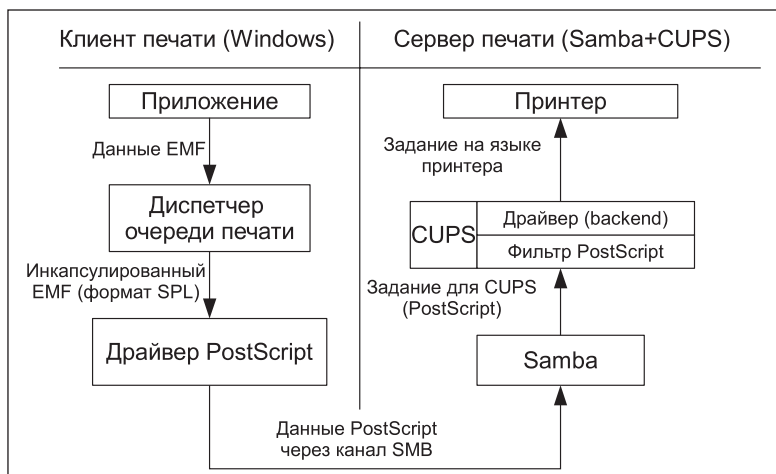 Клиент печати (Windows)
Сервер печати (Samba+CUPS)
Приложение
Данные EMF
Диспетчер
очереди печати
Инкапсулированный
EMF (формат SPL)
Драйвер PostScript
Данные PostScript
через канал SMB
Принтер
Задание на языке
принтера
CUPS
Драйвер (backend)
Фильтр PostScript
Задание для CUPS
(PostScript)
Samba